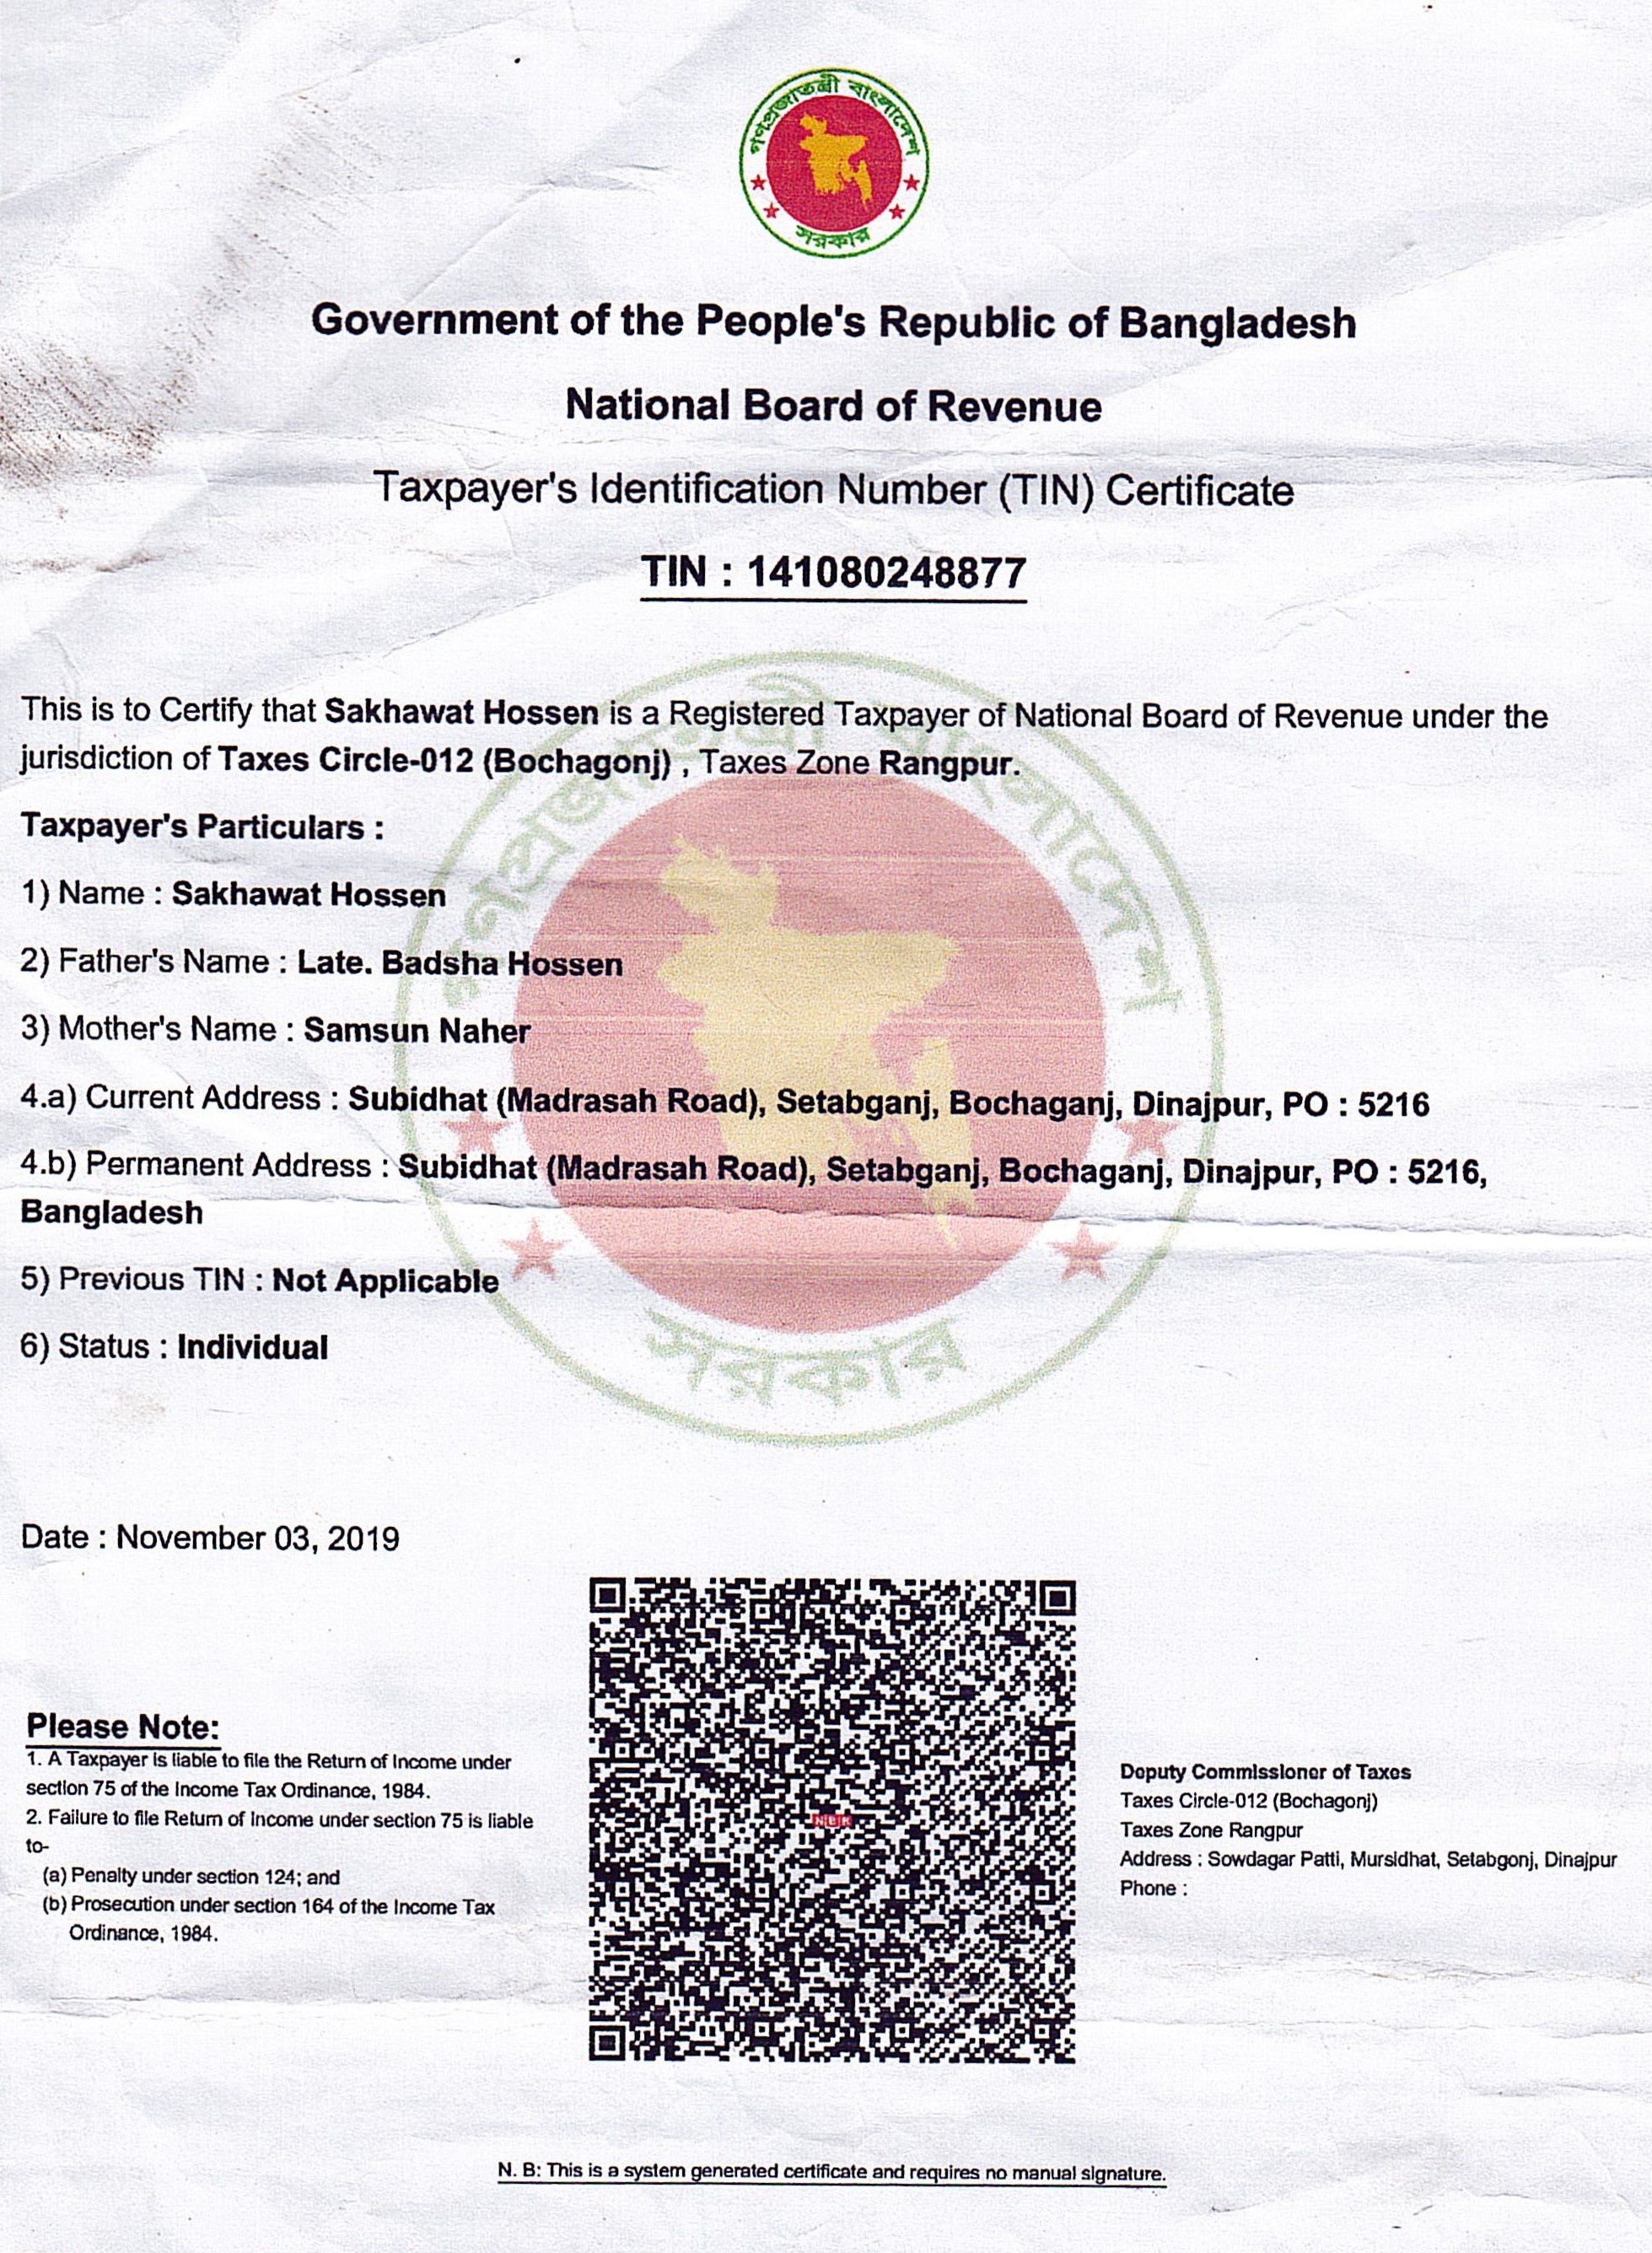 গণপ্রজাতন্ত্রী বাংলাদেশ
সরকার
Government of the People's Republic of Bangladesh
National Board of Revenue
Taxpayer's Identification Number (TIN) Certificate
TIN : 141080248877
This is to Certify that Sakhawat Hossen is a Registered Taxpayer of National Board of Revenue under the
jurisdiction of Taxes Circle-012 (Bochagonj) , Taxes Zone Rangpur.
Taxpayer's Particulars :
1) Name : Sakhawat Hossen
2) Father's Name : Late. Badsha Hossen
3) Mother's Name : Samsun Naher
4.a) Current Address : Subidhat (Madrasah Road), Setabganj, Bochaganj, Dinajpur, PO : 5216
4.b) Permanent Address : Subidhat (Madrasah Road), Setabganj, Bochaganj, Dinajpur, PO : 5216,
Bangladesh
5) Previous TIN : Not Applicable
6) Status : Individual
গণপ্রজাতন্ত্রী বাংলাদেশ
সরকার
Date : November 03, 2019
Please Note:
1. A Taxpayer is liable to file the Return of Income under
section 75 of the Income Tax Ordinance, 1984.
2. Failure to file Return of Income under section 75 is liable
to-
(a) Penalty under section 124; and
(b) Prosecution under section 164 of the Income Tax
Ordinance, 1984.
NBR
Deputy Commissioner of Taxes
Taxes Circle-012 (Bochagonj)
Taxes Zone Rangpur
Address : Sowdagar Patti, Mursidhat, Setabgonj, Dinajpur
Phone :
N. B: This is a system generated certificate and requires no manual signature.